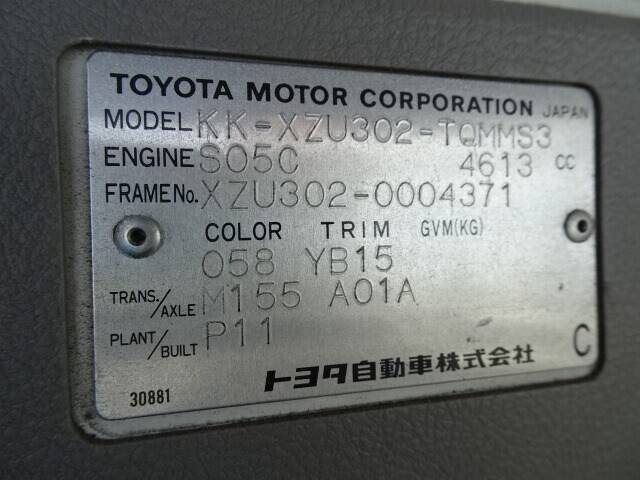 TOYOTA MOTOR CORPORATION JAPAN
MODEL KK-XZU302-TQMMS3
ENGINE S05C 4613 CC
FRAME No. XZU302-0004371
COLOR TRIM GVM(KG)
058 YB15
TRANS./AXLE M155 A01A
PLANT/BUILT P11
トヨタ自動車株式会社 C
30881